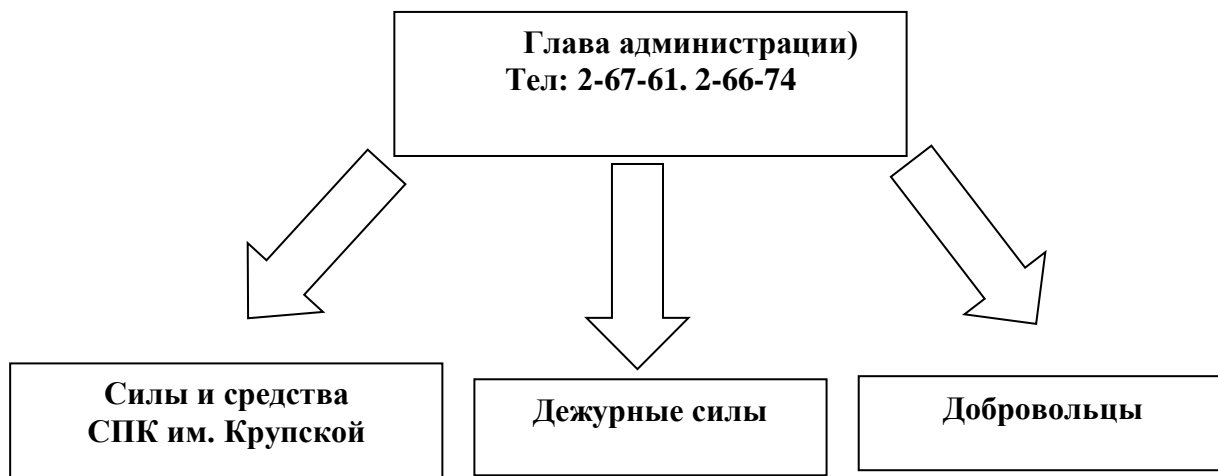 Глава администрации)
Тел: 2-67-61. 2-66-74
Силы и средства
СПК им. Крупской
Дежурные силы
Добровольцы